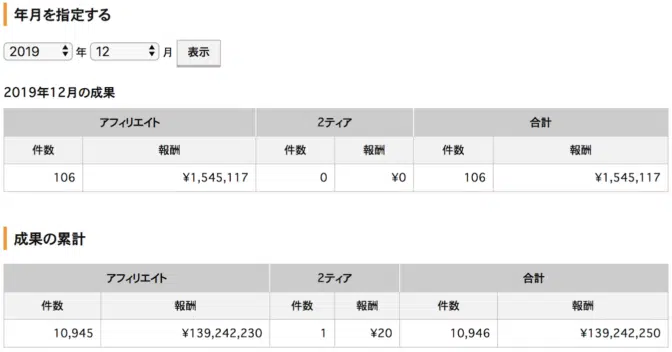 年月を指定する
2019 年 12 月 表示
2019年12月の成果
アフィリエイト 2ティア 合計
件数 報酬 件数 報酬 件数 報酬
106 ¥1,545,117 0 ¥0 106 ¥1,545,117
成果の累計
アフィリエイト 2ティア 合計
件数 報酬 件数 報酬 件数 報酬
10,945 ¥139,242,230 1 ¥20 10,946 ¥139,242,250